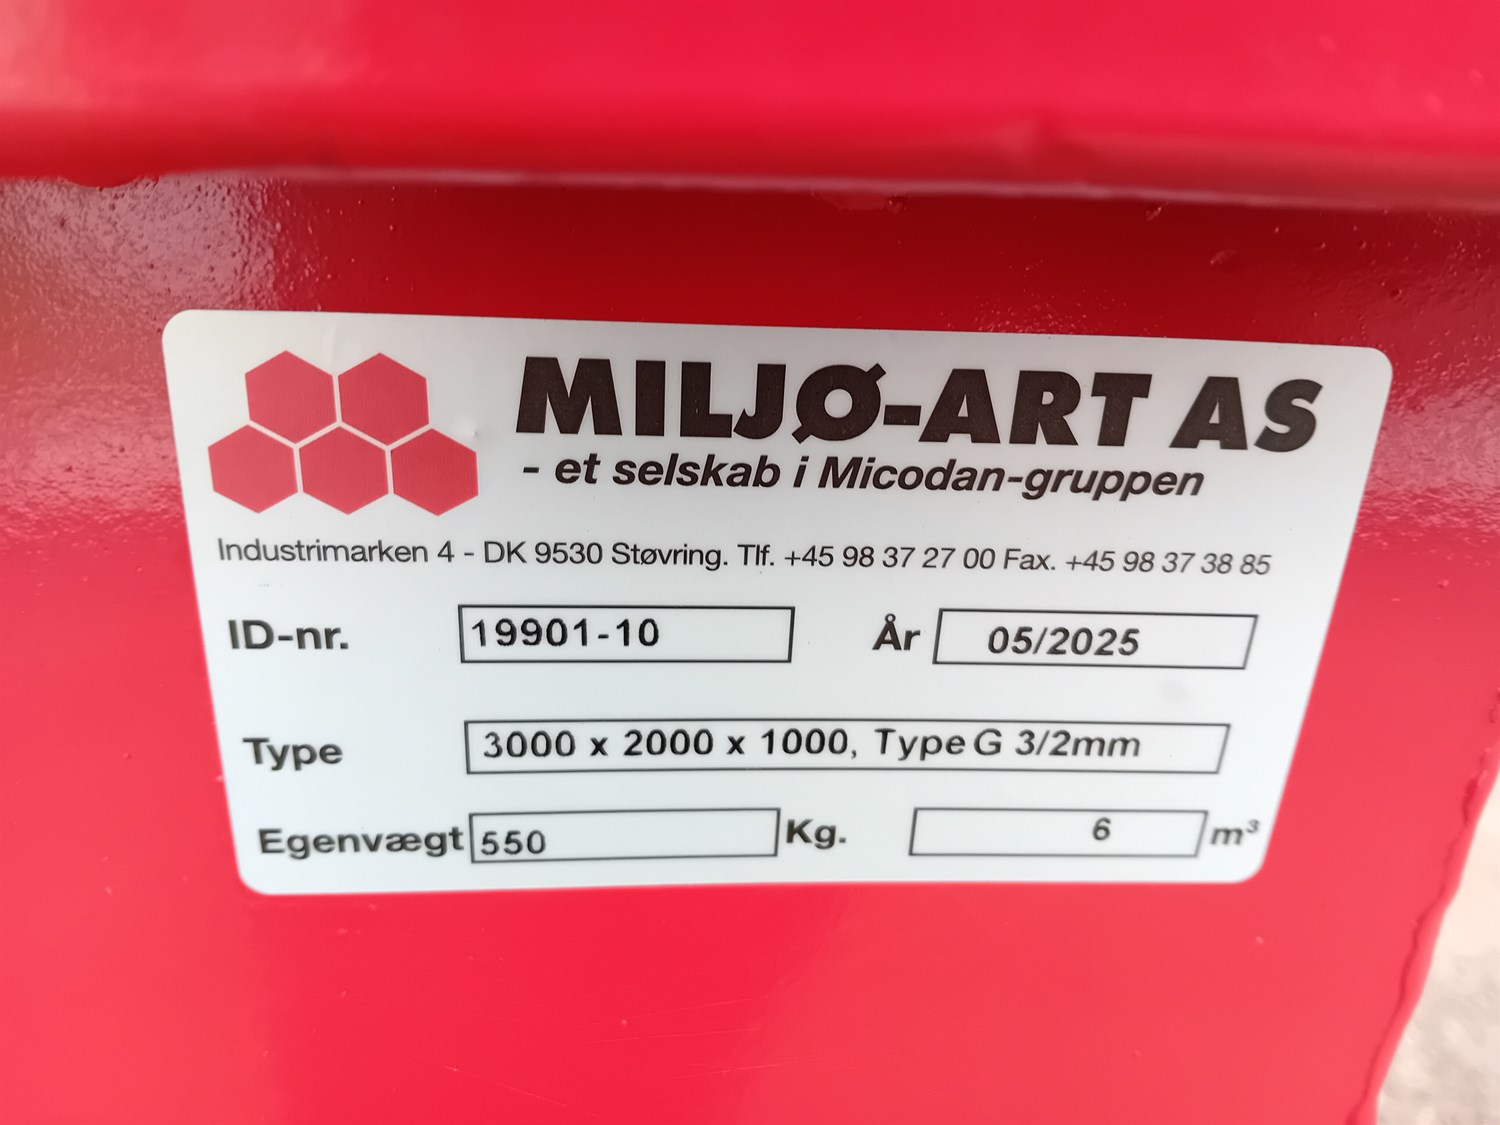 MILJØ-ART AS
- et selskab i Micodan-gruppen
Industrimarken 4 - DK 9530 Støvring. Tlf. +45 98 37 27 00 Fax. +45 98 37 38 85
ID-nr. 19901-10 År 05/2025
Type 3000 x 2000 x 1000, Type G 3/2mm
Egenvægt 550 Kg. 6 m³